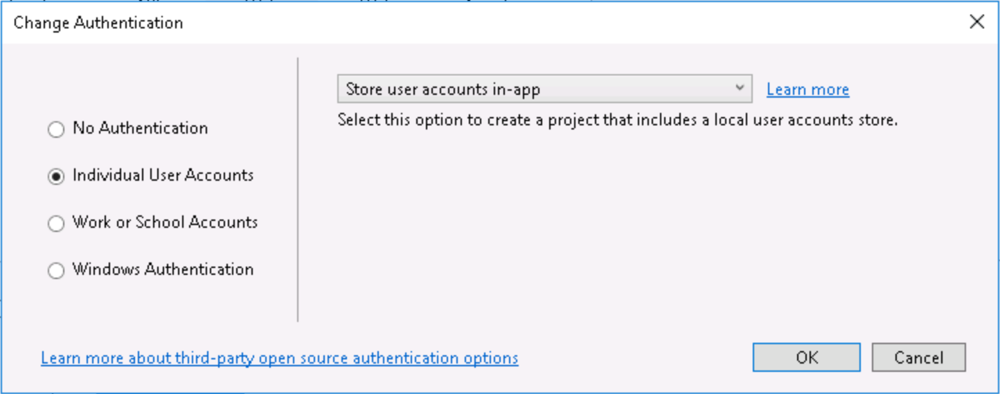 Change Authentication
Store user accounts in-app
Learn more
Select this option to create a project that includes a local user accounts store.
No Authentication
Individual User Accounts
Work or School Accounts
Windows Authentication
Learn more about third-party open source authentication options
OK
Cancel